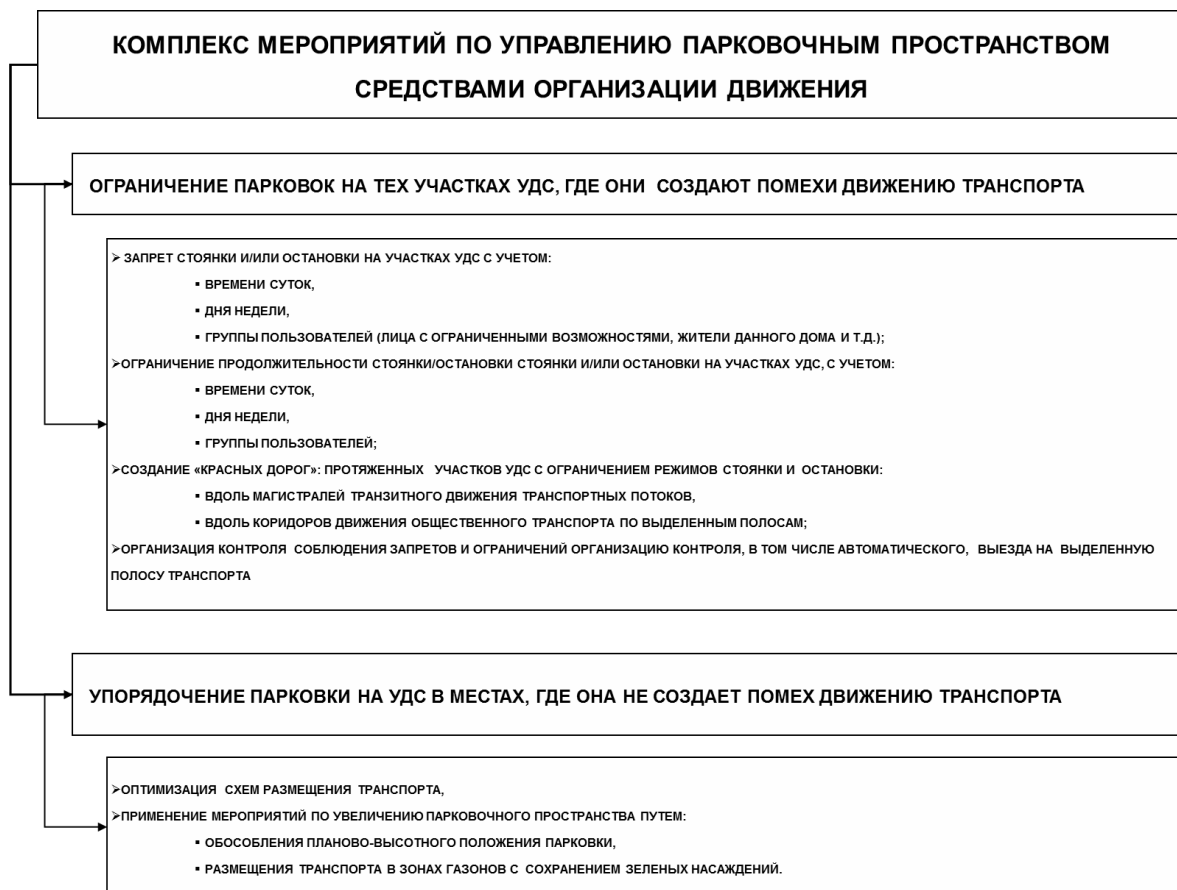 КОМПЛЕКС МЕРОПРИЯТИЙ ПО УПРАВЛЕНИЮ ПАРКОВОЧНЫМ ПРОСТРАНСТВОМ
СРЕДСТВАМИ ОРГАНИЗАЦИИ ДВИЖЕНИЯ
ОГРАНИЧЕНИЕ ПАРКОВОК НА ТЕХ УЧАСТКАХ УДС, ГДЕ ОНИ СОЗДАЮТ ПОМЕХИ ДВИЖЕНИЮ ТРАНСПОРТА
➢ ЗАПРЕТ СТОЯНКИ И/ИЛИ ОСТАНОВКИ НА УЧАСТКАХ УДС С УЧЕТОМ:
▪ ВРЕМЕНИ СУТОК,
▪ ДНЯ НЕДЕЛИ,
▪ ГРУППЫ ПОЛЬЗОВАТЕЛЕЙ (ЛИЦА С ОГРАНИЧЕННЫМИ ВОЗМОЖНОСТЯМИ, ЖИТЕЛИ ДАННОГО ДОМА И Т.Д.);
➢ОГРАНИЧЕНИЕ ПРОДОЛЖИТЕЛЬНОСТИ СТОЯНКИ/ОСТАНОВКИ СТОЯНКИ И/ИЛИ ОСТАНОВКИ НА УЧАСТКАХ УДС, С УЧЕТОМ:
▪ ВРЕМЕНИ СУТОК,
▪ ДНЯ НЕДЕЛИ,
▪ ГРУППЫ ПОЛЬЗОВАТЕЛЕЙ;
➢СОЗДАНИЕ «КРАСНЫХ ДОРОГ»: ПРОТЯЖЕННЫХ УЧАСТКОВ УДС С ОГРАНИЧЕНИЕМ РЕЖИМОВ СТОЯНКИ И ОСТАНОВКИ:
▪ ВДОЛЬ МАГИСТРАЛЕЙ ТРАНЗИТНОГО ДВИЖЕНИЯ ТРАНСПОРТНЫХ ПОТОКОВ,
▪ ВДОЛЬ КОРИДОРОВ ДВИЖЕНИЯ ОБЩЕСТВЕННОГО ТРАНСПОРТА ПО ВЫДЕЛЕННЫМ ПОЛОСАМ;
➢ОРГАНИЗАЦИЯ КОНТРОЛЯ СОБЛЮДЕНИЯ ЗАПРЕТОВ И ОГРАНИЧЕНИЙ ОРГАНИЗАЦИЮ КОНТРОЛЯ, В ТОМ ЧИСЛЕ АВТОМАТИЧЕСКОГО, ВЫЕЗДА НА ВЫДЕЛЕННУЮ
ПОЛОСУ ТРАНСПОРТА
УПОРЯДОЧЕНИЕ ПАРКОВКИ НА УДС В МЕСТАХ, ГДЕ ОНА НЕ СОЗДАЕТ ПОМЕХ ДВИЖЕНИЮ ТРАНСПОРТА
➢ОПТИМИЗАЦИЯ СХЕМ РАЗМЕЩЕНИЯ ТРАНСПОРТА,
➢ПРИМЕНЕНИЕ МЕРОПРИЯТИЙ ПО УВЕЛИЧЕНИЮ ПАРКОВОЧНОГО ПРОСТРАНСТВА ПУТЕМ:
▪ ОБОСОБЛЕНИЯ ПЛАНОВО-ВЫСОТНОГО ПОЛОЖЕНИЯ ПАРКОВКИ,
▪ РАЗМЕЩЕНИЯ ТРАНСПОРТА В ЗОНАХ ГАЗОНОВ С СОХРАНЕНИЕМ ЗЕЛЕНЫХ НАСАЖДЕНИЙ.